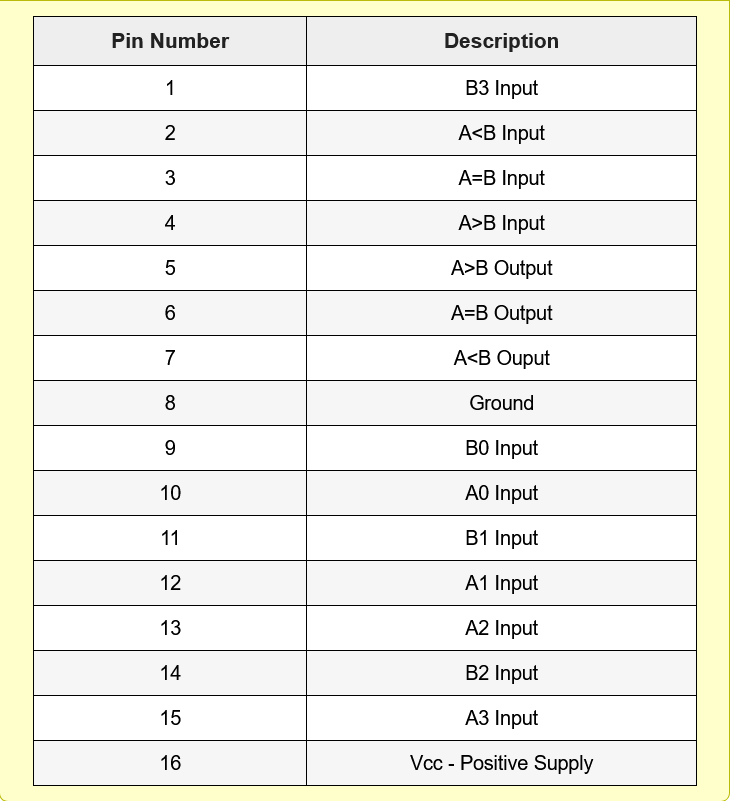 Pin Number Description
1 B3 Input
2 A<B Input
3 A=B Input
4 A>B Input
5 A>B Output
6 A=B Output
7 A<B Ouput
8 Ground
9 B0 Input
10 A0 Input
11 B1 Input
12 A1 Input
13 A2 Input
14 B2 Input
15 A3 Input
16 Vcc - Positive Supply